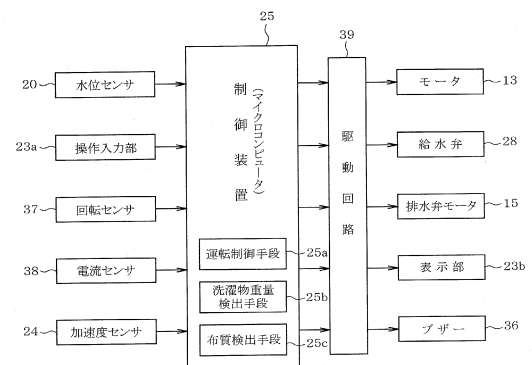 25
39
20
水位センサ
23a
操作入力部
37
回転センサ
38
電流センサ
24
加速度センサ
制御装置
(マイクロコンピュータ)
運転制御手段
25a
洗濯物重量
検出手段
25b
布質検出手段
25c
駆動回路
モータ
13
給水弁
28
排水弁モータ
15
表示部
23b
ブザー
36